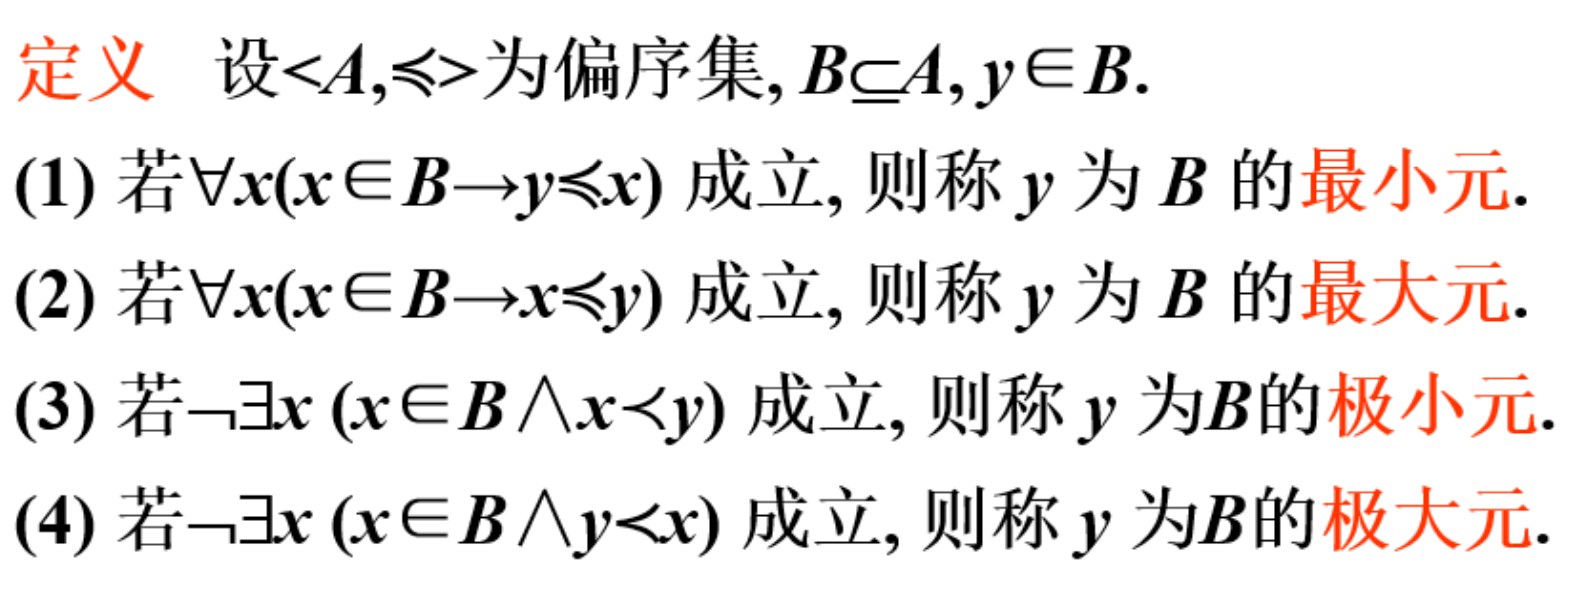 定义 设<A,≼>为偏序集, B⊆A, y∈B.
(1) 若∀x(x∈B→y≼x) 成立, 则称 y 为 B 的最小元.
(2) 若∀x(x∈B→x≼y) 成立, 则称 y 为 B 的最大元.
(3) 若¬∃x (x∈B∧x≺y) 成立, 则称 y 为B的极小元.
(4) 若¬∃x (x∈B∧y≺x) 成立, 则称 y 为B的极大元.